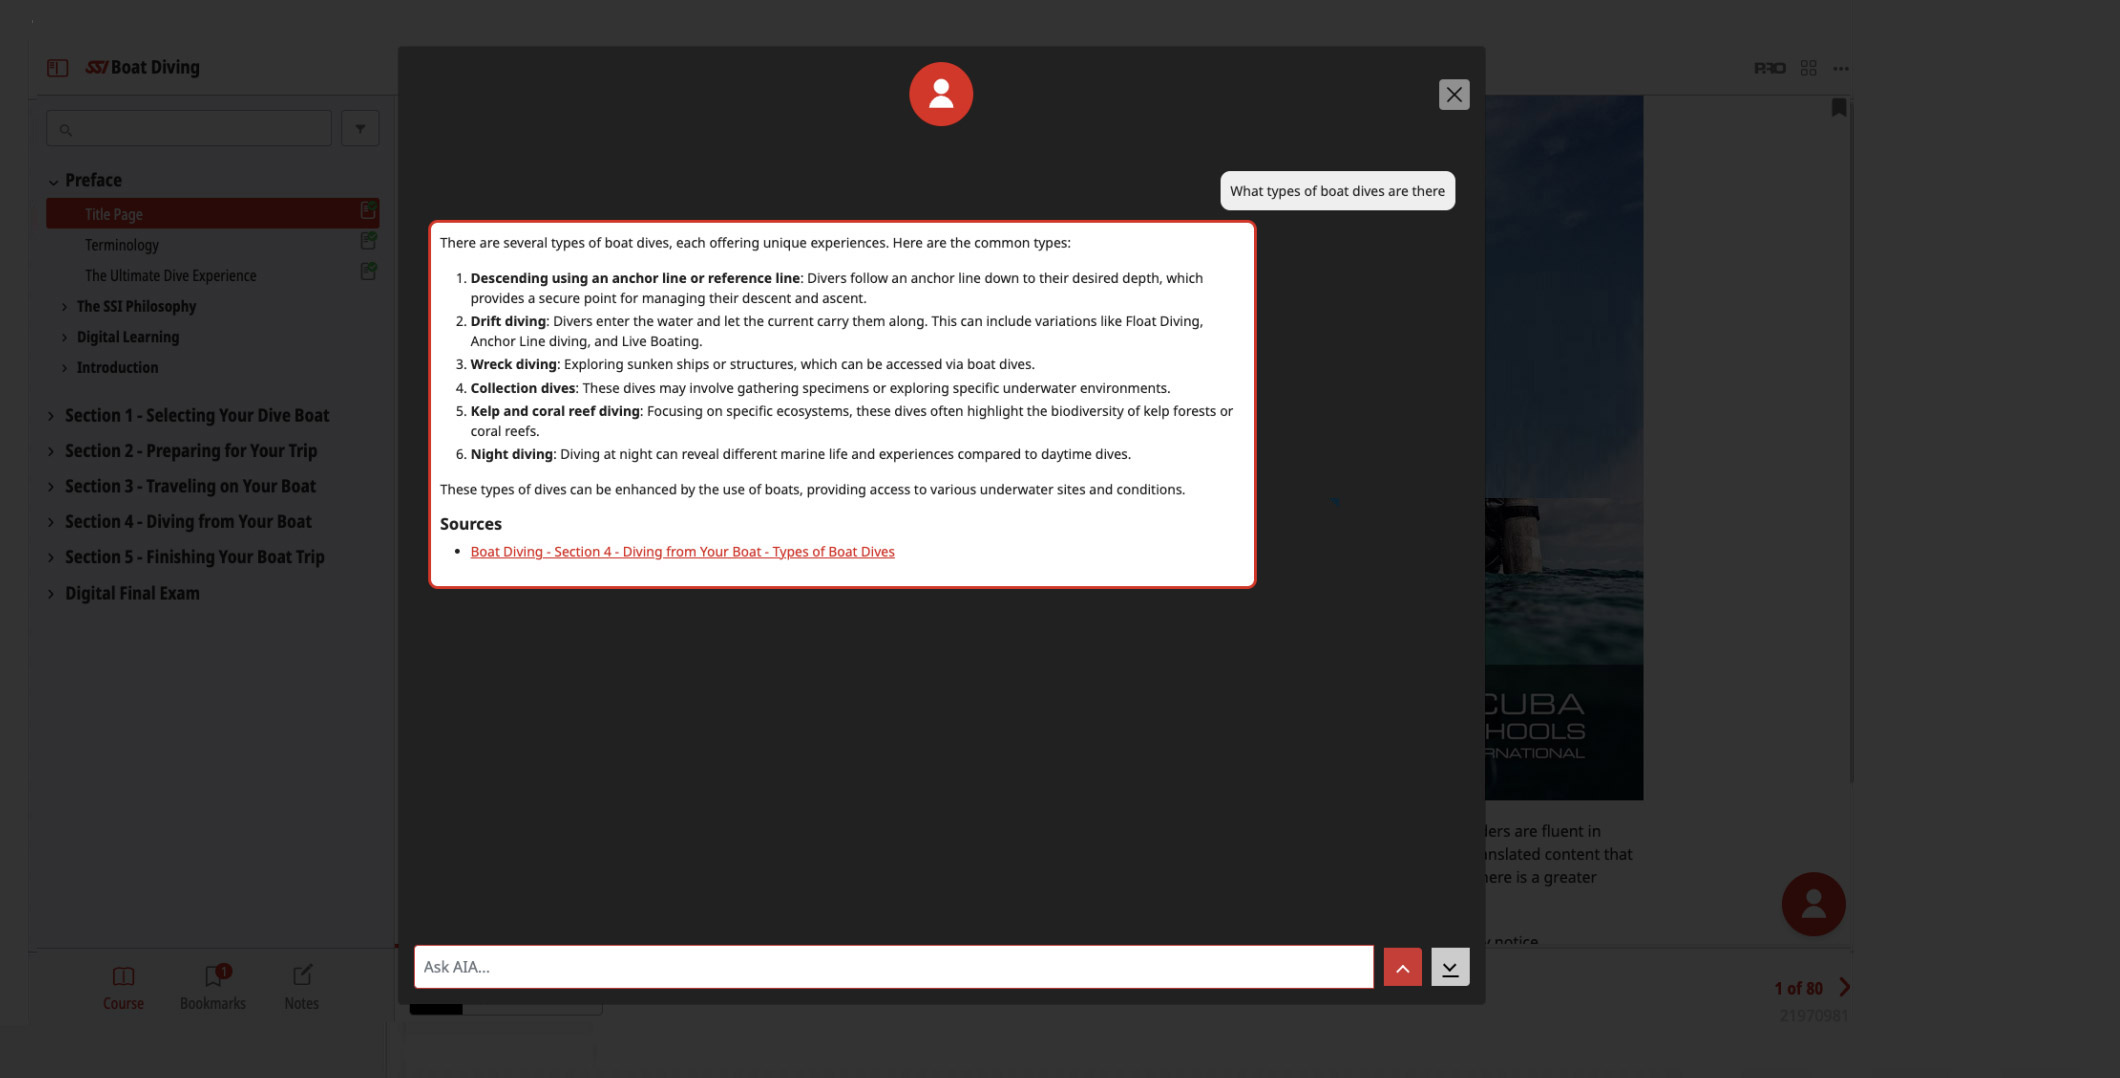 SSI Boat Diving
PRO
Preface
Title Page
Terminology
The Ultimate Dive Experience
The SSI Philosophy
Digital Learning
Introduction
Section 1 - Selecting Your Dive Boat
Section 2 - Preparing for Your Trip
Section 3 - Traveling on Your Boat
Section 4 - Diving from Your Boat
Section 5 - Finishing Your Boat Trip
Digital Final Exam
What types of boat dives are there
There are several types of boat dives, each offering unique experiences. Here are the common types:
1. Descending using an anchor line or reference line: Divers follow an anchor line down to their desired depth, which
provides a secure point for managing their descent and ascent.
2. Drift diving: Divers enter the water and let the current carry them along. This can include variations like Float Diving,
Anchor Line diving, and Live Boating.
3. Wreck diving: Exploring sunken ships or structures, which can be accessed via boat dives.
4. Collection dives: These dives may involve gathering specimens or exploring specific underwater environments.
5. Kelp and coral reef diving: Focusing on specific ecosystems, these dives often highlight the biodiversity of kelp forests or
coral reefs.
6. Night diving: Diving at night can reveal different marine life and experiences compared to daytime dives.
These types of dives can be enhanced by the use of boats, providing access to various underwater sites and conditions.
Sources
• Boat Diving - Section 4 - Diving from Your Boat - Types of Boat Dives
CUBA
HOOLS
RNATIONAL
ers are fluent in
nslated content that
ere is a greater
y notice
Ask AIA...
Course
1
Bookmarks
Notes
1 of 80
21970981